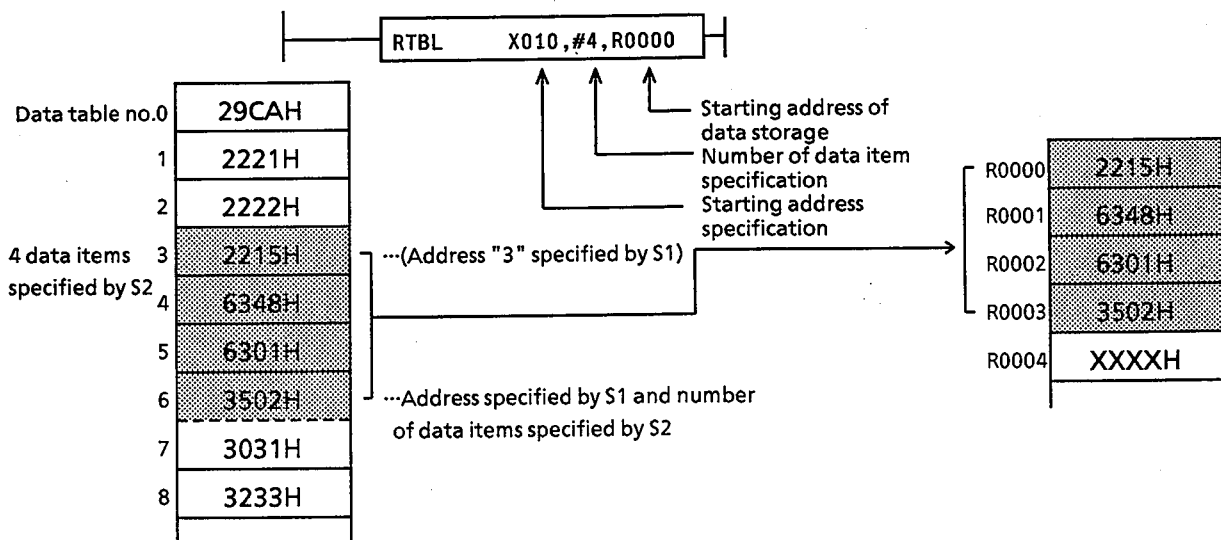 RTBL X010,#4,R0000
Starting address of
data storage
Number of data item
specification
Starting address
specification
Data table no.0 29CAH
1 2221H
2 2222H
4 data items
specified by S2
3 2215H ···(Address "3" specified by S1)
4 6348H
5 6301H
6 3502H ···Address specified by S1 and number
of data items specified by S2
7 3031H
8 3233H
R0000 2215H
R0001 6348H
R0002 6301H
R0003 3502H
R0004 XXXXH